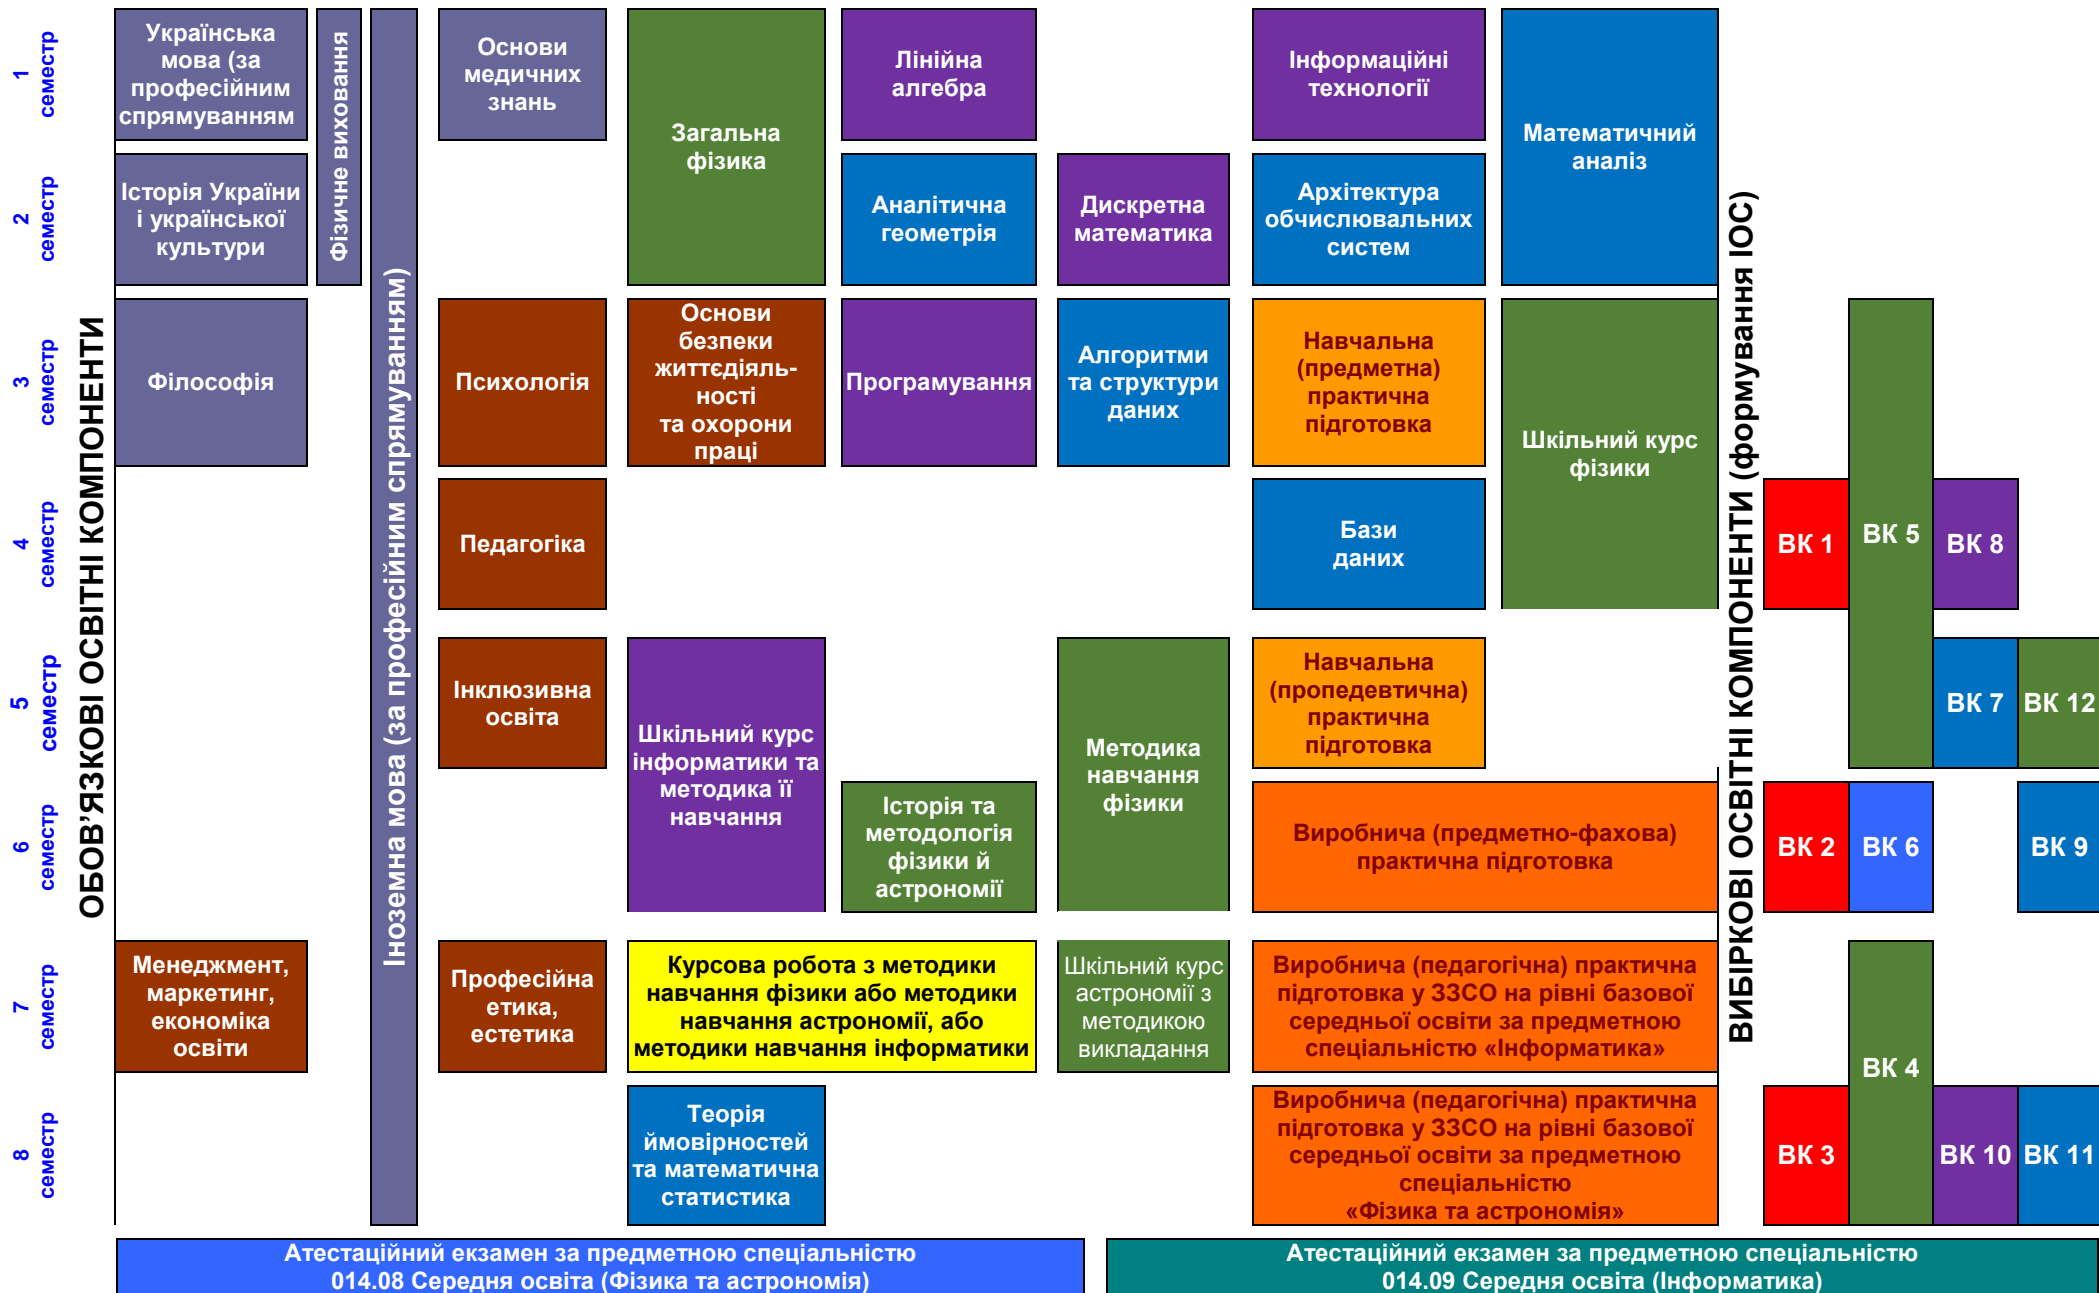 1
семестр
Українська
мова (за
професійним
спрямуванням
Фізичне виховання
Основи
медичних
знань
Загальна
фізика
Лінійна
алгебра
Інформаційні
технології
Математичний
аналіз
2
семестр
Історія України
і української
культури
Аналітична
геометрія
Дискретна
математика
Архітектура
обчислювальних
систем
ОБОВ’ЯЗКОВІ ОСВІТНІ КОМПОНЕНТИ
Іноземна мова (за професійним спрямуванням)
ВИБІРКОВІ ОСВІТНІ КОМПОНЕНТИ (формування ІОС)
3
семестр
Філософія
Психологія
Основи
безпеки
життєдіяль-
ності
та охорони
праці
Програмування
Алгоритми
та структури
даних
Навчальна
(предметна)
практична
підготовка
Шкільний курс
фізики
4
семестр
Педагогіка
Бази
даних
ВК 1
ВК 5
ВК 8
5
семестр
Інклюзивна
освіта
Шкільний курс
інформатики та
методика її
навчання
Методика
навчання
фізики
Навчальна
(пропедевтична)
практична
підготовка
ВК 7
ВК 12
6
семестр
Історія та
методологія
фізики й
астрономії
Виробнича (предметно-фахова)
практична підготовка
ВК 2
ВК 6
ВК 9
7
семестр
Менеджмент,
маркетинг,
економіка
освіти
Професійна
етика,
естетика
Курсова робота з методики
навчання фізики або методики
навчання астрономії, або
методики навчання інформатики
Шкільний курс
астрономії з
методикою
викладання
Виробнича (педагогічна) практична
підготовка у ЗЗСО на рівні базової
середньої освіти за предметною
спеціальністю «Інформатика»
ВК 4
8
семестр
Теорія
ймовірностей
та математична
статистика
Виробнича (педагогічна) практична
підготовка у ЗЗСО на рівні базової
середньої освіти за предметною
спеціальністю
«Фізика та астрономія»
ВК 3
ВК 10
ВК 11
Атестаційний екзамен за предметною спеціальністю
014.08 Середня освіта (Фізика та астрономія)
Атестаційний екзамен за предметною спеціальністю
014.09 Середня освіта (Інформатика)